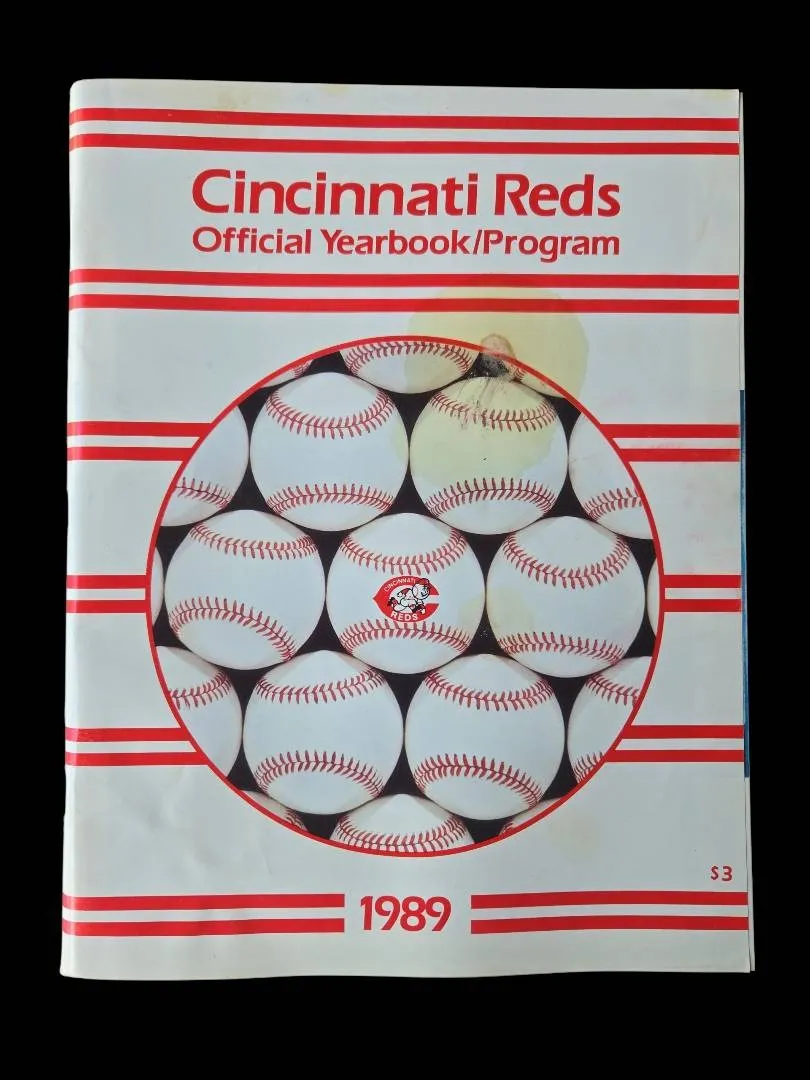 Cincinnati Reds
Official Yearbook/Program
CINCINNATI
REDS
$3
1989